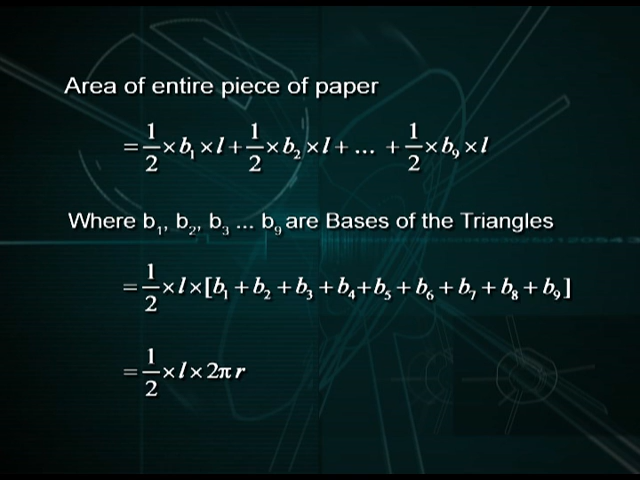 Area of entire piece of paper
= 1/2 × b₁ × l + 1/2 × b₂ × l + ... + 1/2 × b₉ × l
Where b₁, b₂, b₃ ... b₉ are Bases of the Triangles
= 1/2 × l × [b₁ + b₂ + b₃ + b₄ + b₅ + b₆ + b₇ + b₈ + b₉]
= 1/2 × l × 2π r